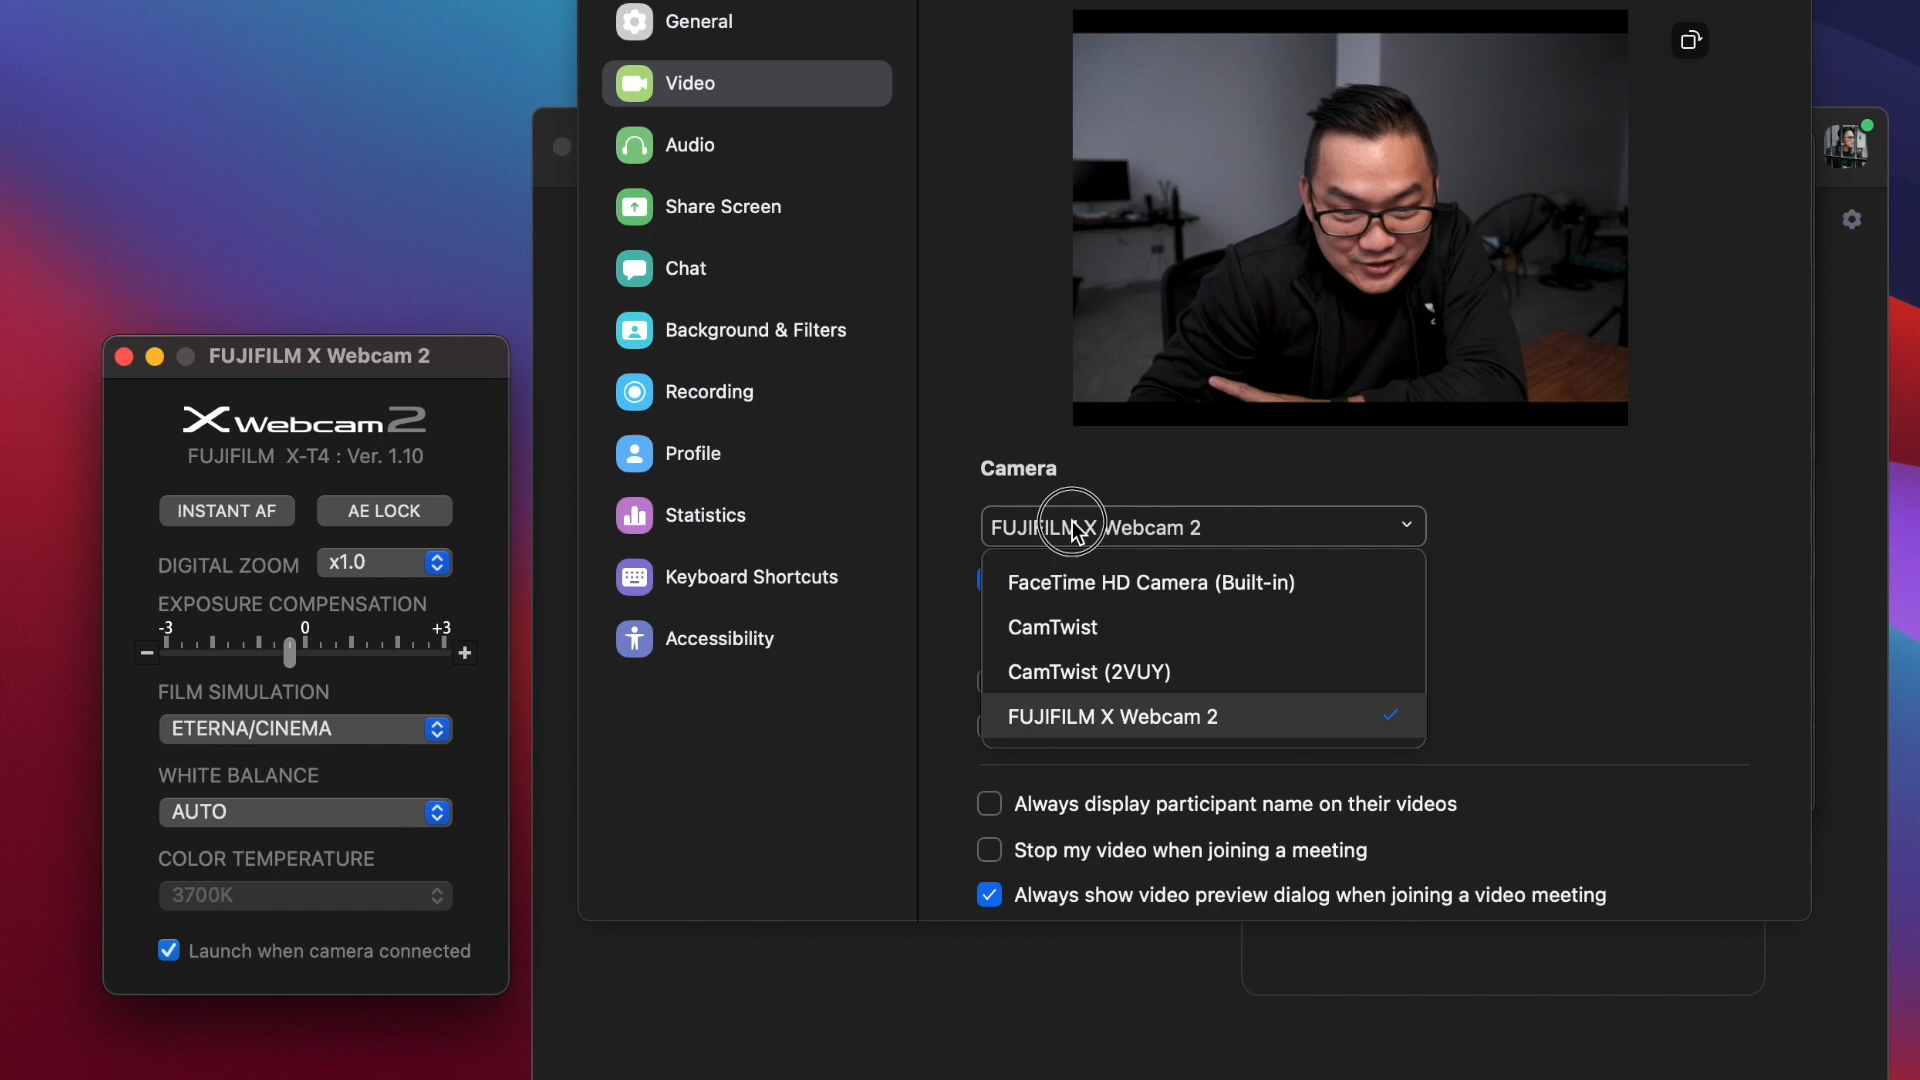 FUJIFILM X Webcam 2
X Webcam 2
FUJIFILM X-T4 : Ver. 1.10
INSTANT AF
AE LOCK
DIGITAL ZOOM
x1.0
EXPOSURE COMPENSATION
-3 0 +3
− +
FILM SIMULATION
ETERNA/CINEMA
WHITE BALANCE
AUTO
COLOR TEMPERATURE
3700K
Launch when camera connected
General
Video
Audio
Share Screen
Chat
Background & Filters
Recording
Profile
Statistics
Keyboard Shortcuts
Accessibility
Camera
FUJIFILM X Webcam 2
FaceTime HD Camera (Built-in)
CamTwist
CamTwist (2VUY)
FUJIFILM X Webcam 2
Always display participant name on their videos
Stop my video when joining a meeting
Always show video preview dialog when joining a video meeting